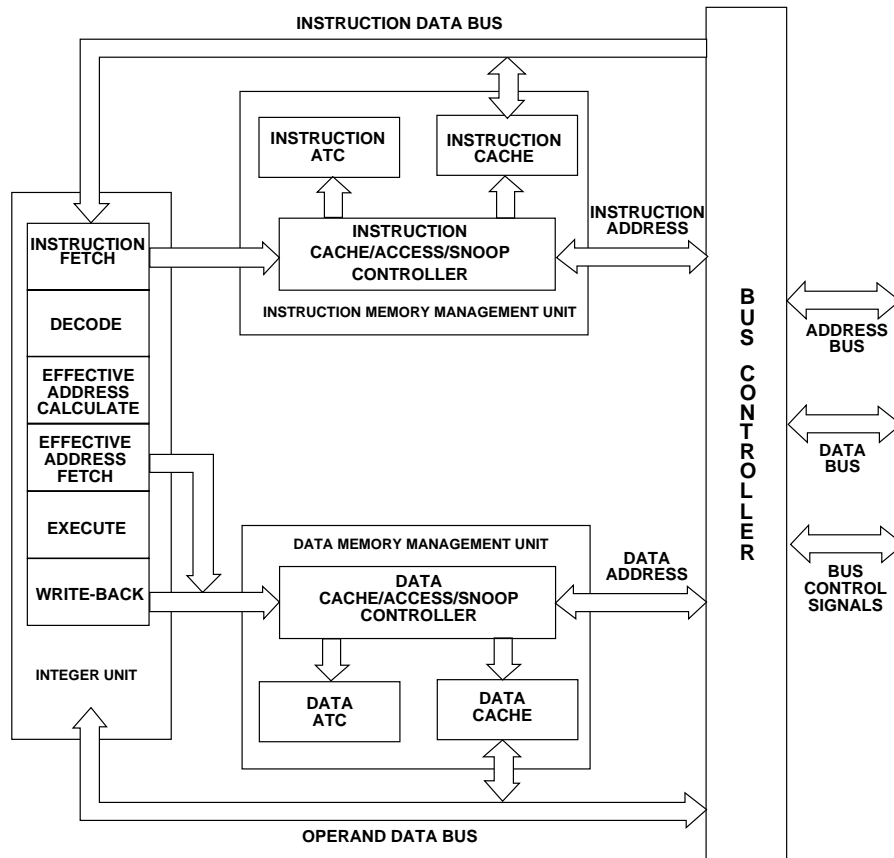 INSTRUCTION DATA BUS
INSTRUCTION
ATC
INSTRUCTION
CACHE
INSTRUCTION
ADDRESS
INSTRUCTION
FETCH
INSTRUCTION
CACHE/ACCESS/SNOOP
CONTROLLER
INSTRUCTION MEMORY MANAGEMENT UNIT
DECODE
EFFECTIVE
ADDRESS
CALCULATE
EFFECTIVE
ADDRESS
FETCH
EXECUTE
WRITE-BACK
INTEGER UNIT
DATA MEMORY MANAGEMENT UNIT
DATA
CACHE/ACCESS/SNOOP
CONTROLLER
DATA
ADDRESS
DATA
ATC
DATA
CACHE
OPERAND DATA BUS
BUS CONTROLLER
ADDRESS
BUS
DATA
BUS
BUS
CONTROL
SIGNALS